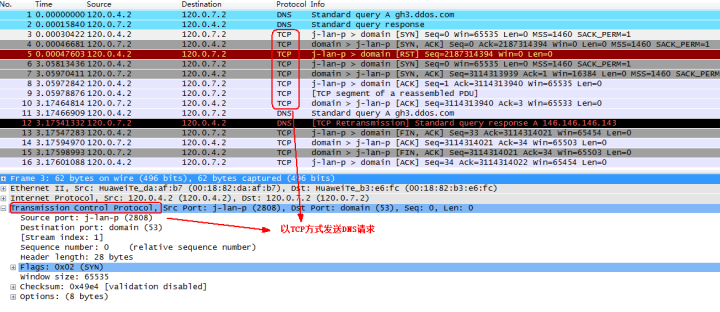 No. Time Source Destination Protocol Info
1 0.00000000 120.0.4.2 120.0.7.2 DNS Standard query A gh3.ddos.com
2 0.00015840 120.0.7.2 120.0.4.2 DNS Standard query response
3 0.00030422 120.0.4.2 120.0.7.2 TCP j-lan-p > domain [SYN] Seq=0 Win=65535 Len=0 MSS=1460 SACK_PERM=1
4 0.00046681 120.0.7.2 120.0.4.2 TCP domain > j-lan-p [SYN, ACK] Seq=0 Ack=2187314394 Win=0 Len=0 MSS=1460 SACK_PERM=1
5 0.00047603 120.0.4.2 120.0.7.2 TCP j-lan-p > domain [RST] Seq=2187314394 Win=0 Len=0
6 3.05813436 120.0.4.2 120.0.7.2 TCP j-lan-p > domain [SYN] Seq=0 Win=65535 Len=0 MSS=1460 SACK_PERM=1
7 3.05970411 120.0.7.2 120.0.4.2 TCP domain > j-lan-p [SYN, ACK] Seq=3114313939 Ack=1 Win=16384 Len=0 MSS=1460 SACK_PERM=1
8 3.05972842 120.0.4.2 120.0.7.2 TCP j-lan-p > domain [ACK] Seq=1 Ack=3114313940 Win=65535 Len=0
9 3.05978876 120.0.4.2 120.0.7.2 TCP [TCP segment of a reassembled PDU]
10 3.17464814 120.0.7.2 120.0.4.2 TCP domain > j-lan-p [ACK] Seq=3114313940 Ack=3 Win=65533 Len=0
11 3.17466909 120.0.4.2 120.0.7.2 DNS Standard query A gh3.ddos.com
12 3.17541332 120.0.7.2 120.0.4.2 DNS [TCP Retransmission] Standard query response A 146.146.146.143
13 3.17547283 120.0.4.2 120.0.7.2 TCP j-lan-p > domain [FIN, ACK] Seq=33 Ack=3114314021 Win=65454 Len=0
14 3.17594970 120.0.7.2 120.0.4.2 TCP domain > j-lan-p [ACK] Seq=3114314021 Ack=34 Win=65503 Len=0
15 3.17598993 120.0.7.2 120.0.4.2 TCP domain > j-lan-p [FIN, ACK] Seq=3114314021 Ack=34 Win=65503 Len=0
16 3.17601088 120.0.4.2 120.0.7.2 TCP j-lan-p > domain [ACK] Seq=34 Ack=3114314022 Win=65454 Len=0
Frame 3: 62 bytes on wire (496 bits), 62 bytes captured (496 bits)
Ethernet II, Src: HuaweiTe_da:af:b7 (00:18:82:da:af:b7), Dst: HuaweiTe_b3:e6:fc (00:18:82:b3:e6:fc)
Internet Protocol, Src: 120.0.4.2 (120.0.4.2), Dst: 120.0.7.2 (120.0.7.2)
Transmission Control Protocol, Src Port: j-lan-p (2808), Dst Port: domain (53), Seq: 0, Len: 0
Source port: j-lan-p (2808)
Destination port: domain (53)
[Stream index: 1]
以TCP方式发送DNS请求
Sequence number: 0 (relative sequence number)
Header length: 28 bytes
Flags: 0x02 (SYN)
Window size: 65535
Checksum: 0x49e4 [validation disabled]
Options: (8 bytes)